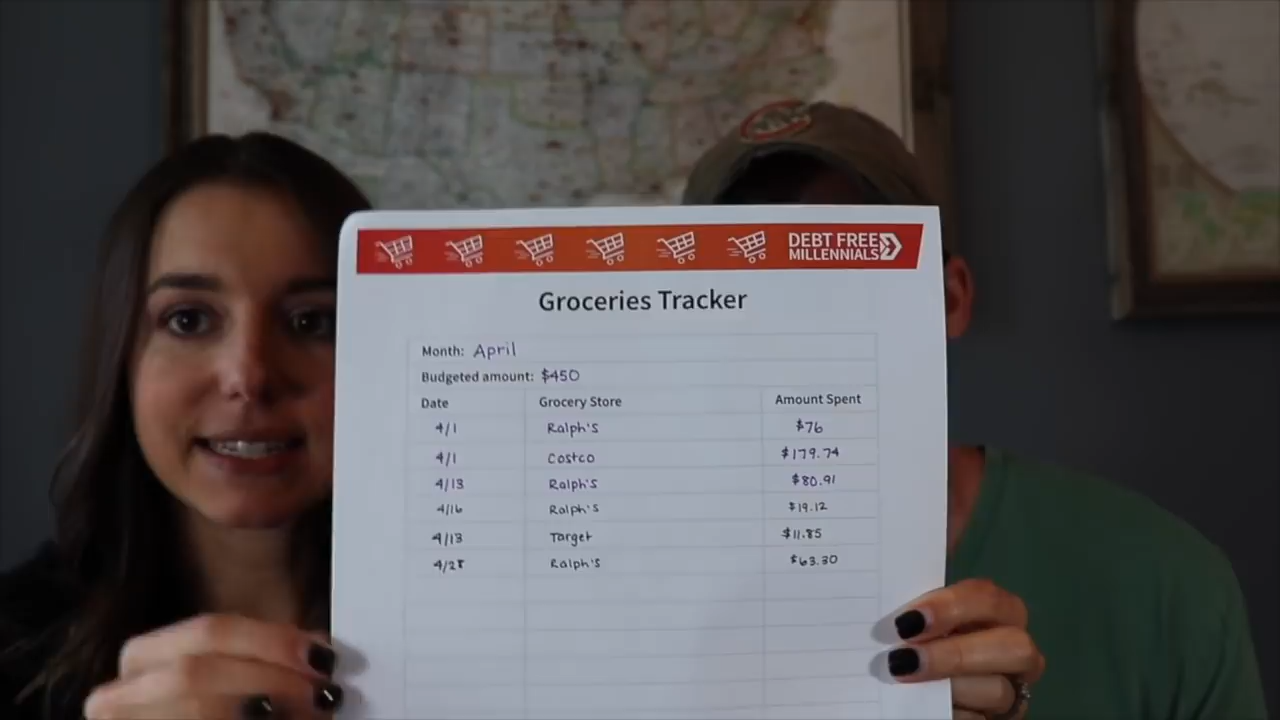 DEBT FREE
MILLENNIALS
Groceries Tracker
Month: April
Budgeted amount: $450
Date Grocery Store Amount Spent
4/1 Ralph's $76
4/1 Costco $179.74
4/13 Ralph's $80.91
4/16 Ralph's $19.12
4/13 Target $11.85
4/28 Ralph's $63.30